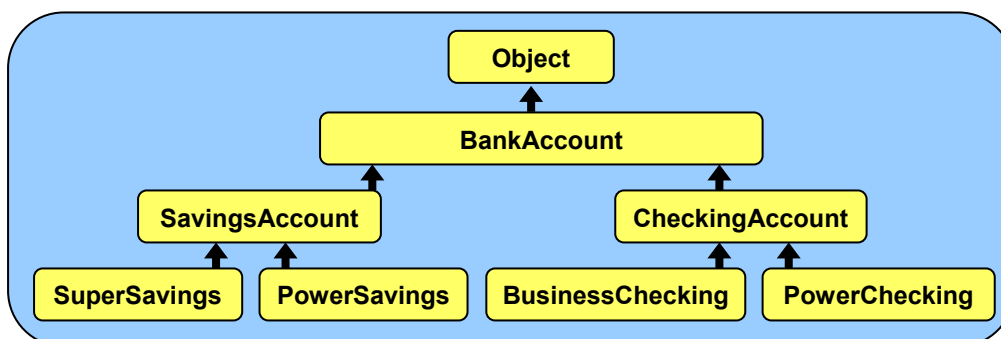 Object
BankAccount
SavingsAccount
CheckingAccount
SuperSavings
PowerSavings
BusinessChecking
PowerChecking